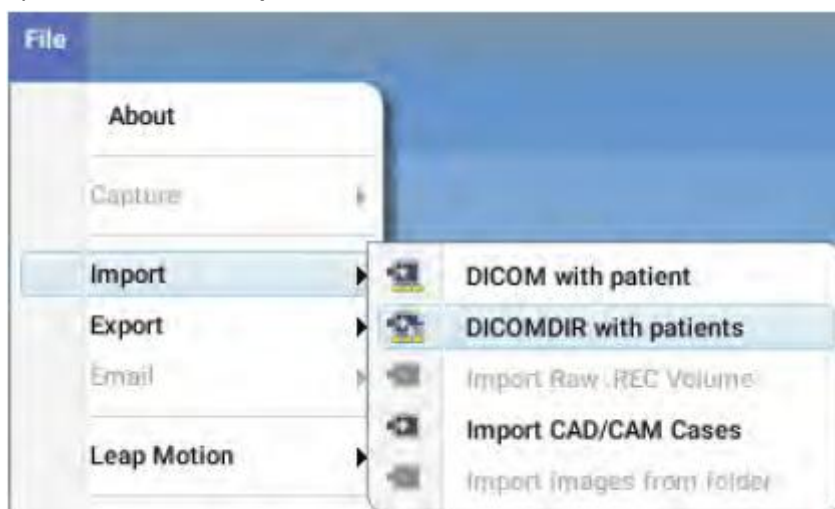 File
About
Capture
Import
Export
Email
Leap Motion
DICOM with patient
DICOMDIR with patients
Import Raw .REC Volume
Import CAD/CAM Cases
Import images from folder